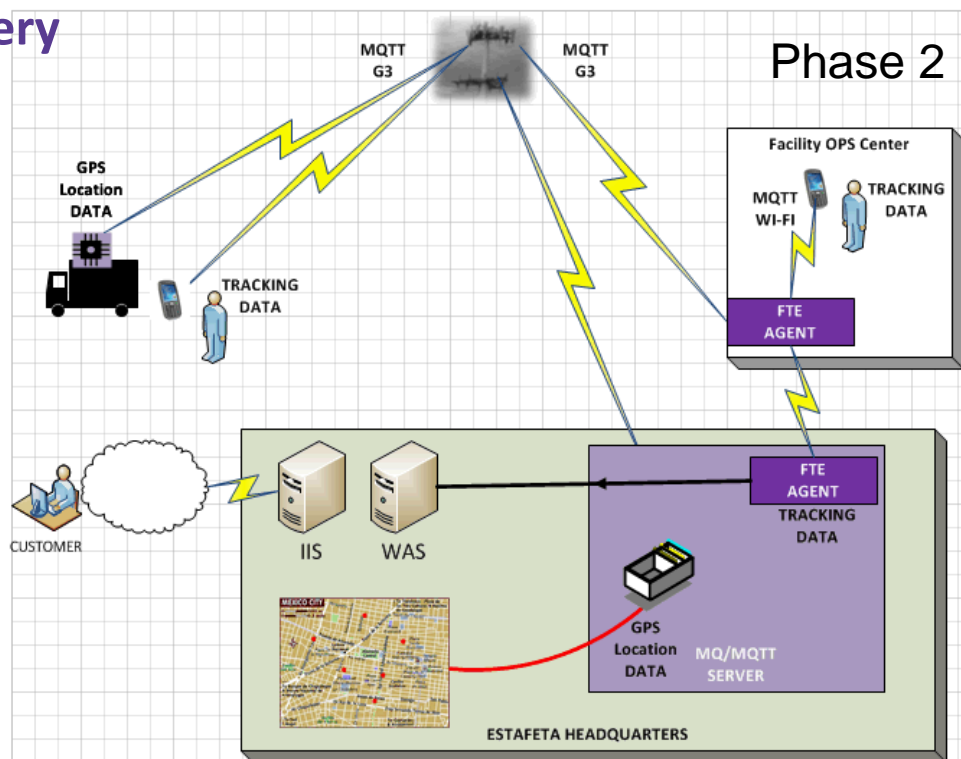 ery
Phase 2
MQTT
G3
MQTT
G3
GPS
Location
DATA
TRACKING
DATA
Facility OPS Center
MQTT
WI-FI
TRACKING
DATA
FTE
AGENT
CUSTOMER
IIS
WAS
FTE
AGENT
TRACKING
DATA
GPS
Location
DATA
MQ/MQTT
SERVER
MEXICO CITY
ESTAFETA HEADQUARTERS